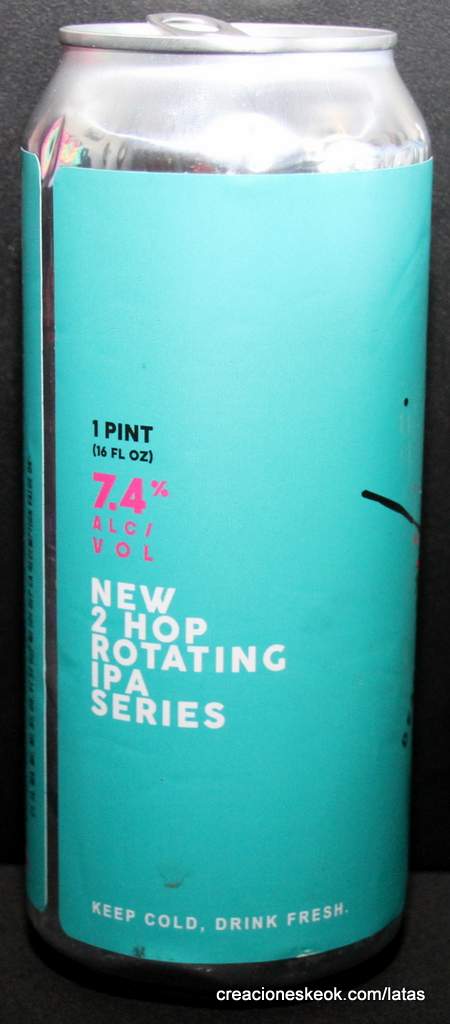 1 PINT
(16 FL OZ)
7.4%
ALC/
VOL
NEW
2 HOP
ROTATING
IPA
SERIES
KEEP COLD, DRINK FRESH.
creacioneskeok.com/latas